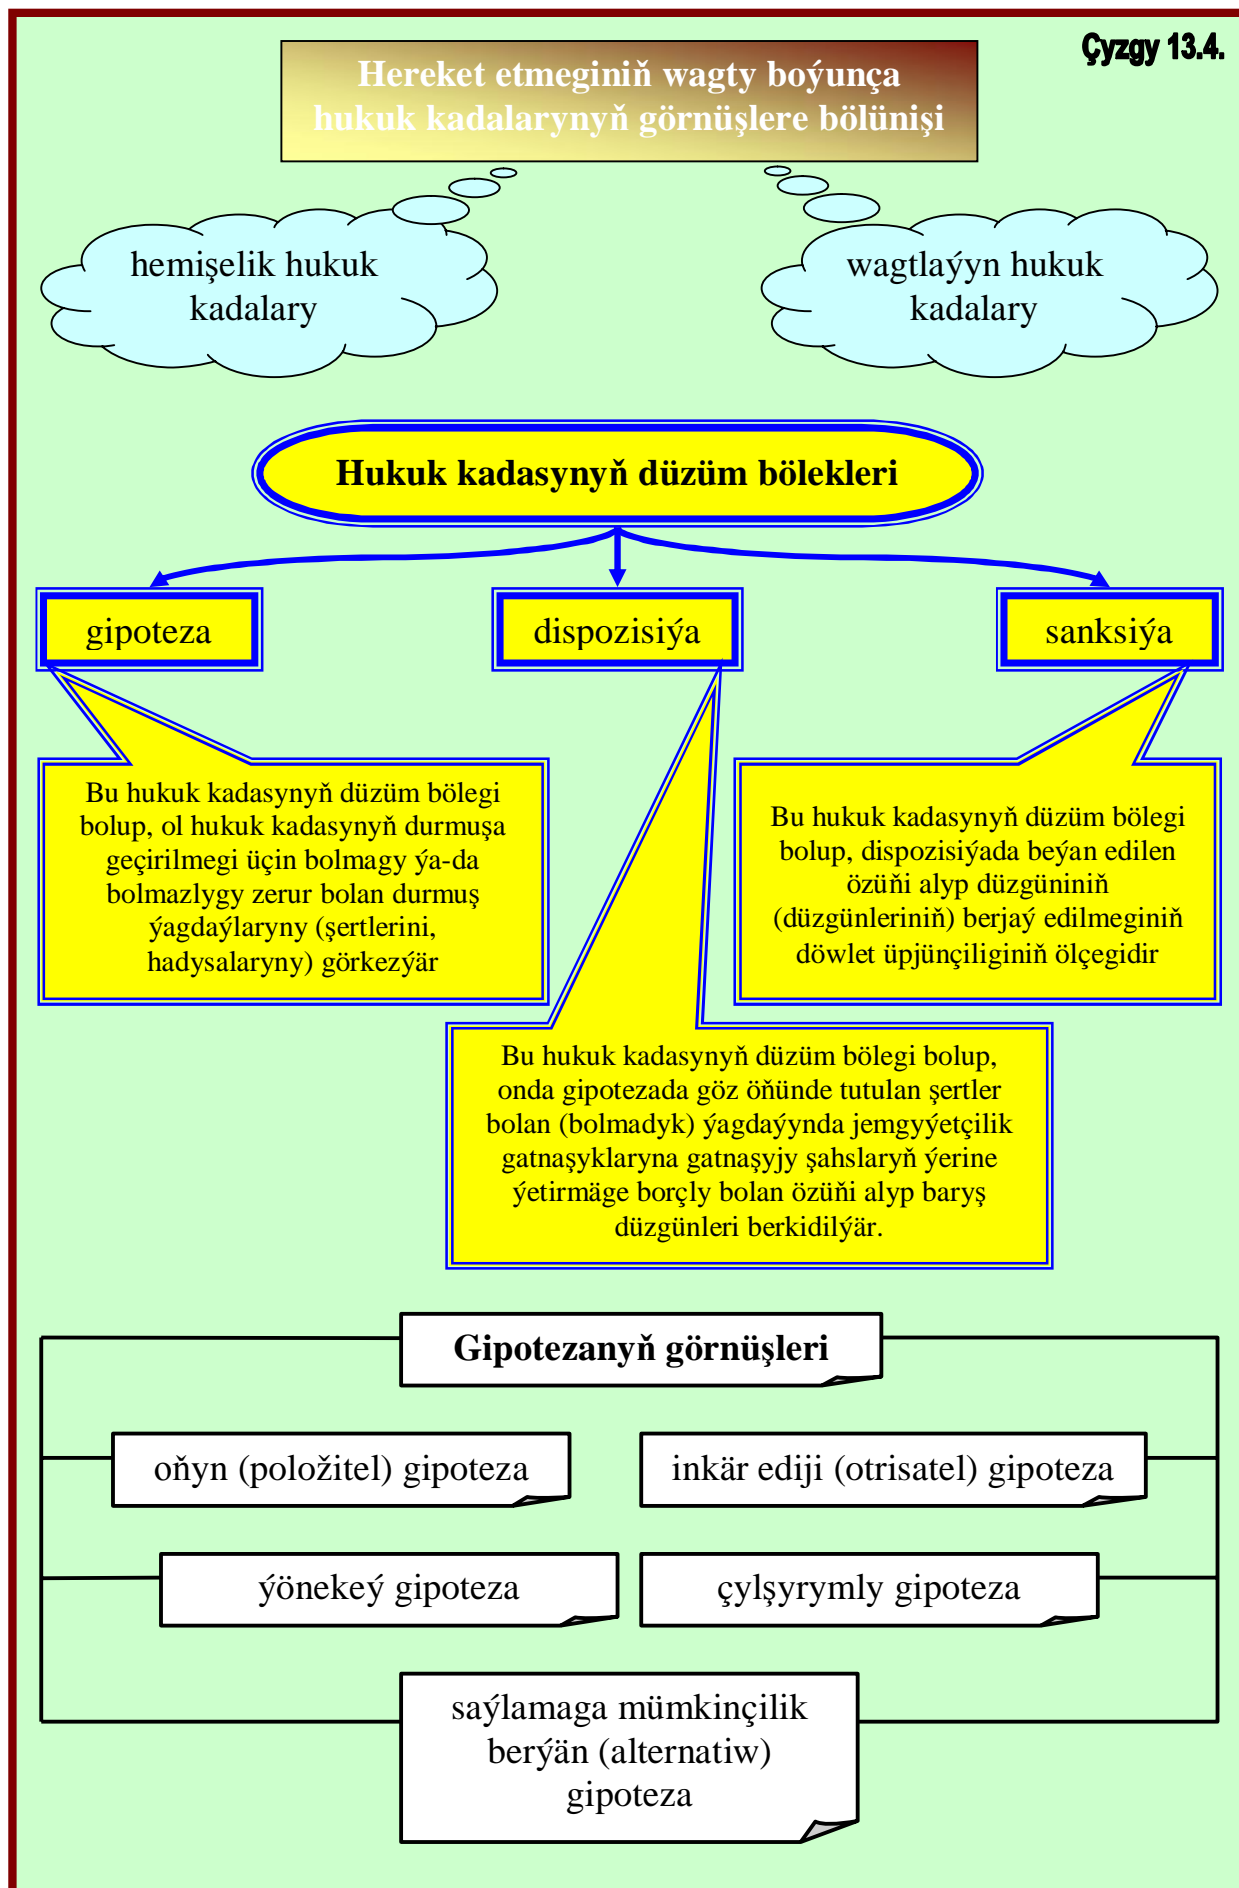 Çyzgy 13.4.
Hereket etmeginiň wagty boýunça
hukuk kadalarynyň görnüşlere bölünişi
hemişelik hukuk
kadalary
wagtlaýyn hukuk
kadalary
Hukuk kadasynyň düzüm bölekleri
gipoteza
dispozisiýa
sanksiýa
Bu hukuk kadasynyň düzüm bölegi
bolup, ol hukuk kadasynyň durmuşa
geçirilmegi üçin bolmagy ýa-da
bolmazlygy zerur bolan durmuş
ýagdaýlaryny (şertlerini,
hadysalaryny) görkezýär
Bu hukuk kadasynyň düzüm bölegi
bolup, dispozisiýada beýan edilen
özüňi alyp düzgüniniň
(düzgünleriniň) berjaý edilmeginiň
döwlet üpjünçiliginiň ölçegidir
Bu hukuk kadasynyň düzüm bölegi bolup,
onda gipotezada göz öňünde tutulan şertler
bolan (bolmadyk) ýagdaýynda jemgyýetçilik
gatnaşyklaryna gatnaşyjy şahslaryň ýerine
ýetirmäge borçly bolan özüňi alyp baryş
düzgünleri berkidilýär.
Gipotezanyň görnüşleri
oňyn (položitel) gipoteza
inkär ediji (otrisatel) gipoteza
ýönekeý gipoteza
çylşyrymly gipoteza
saýlamaga mümkinçilik
berýän (alternatiw)
gipoteza